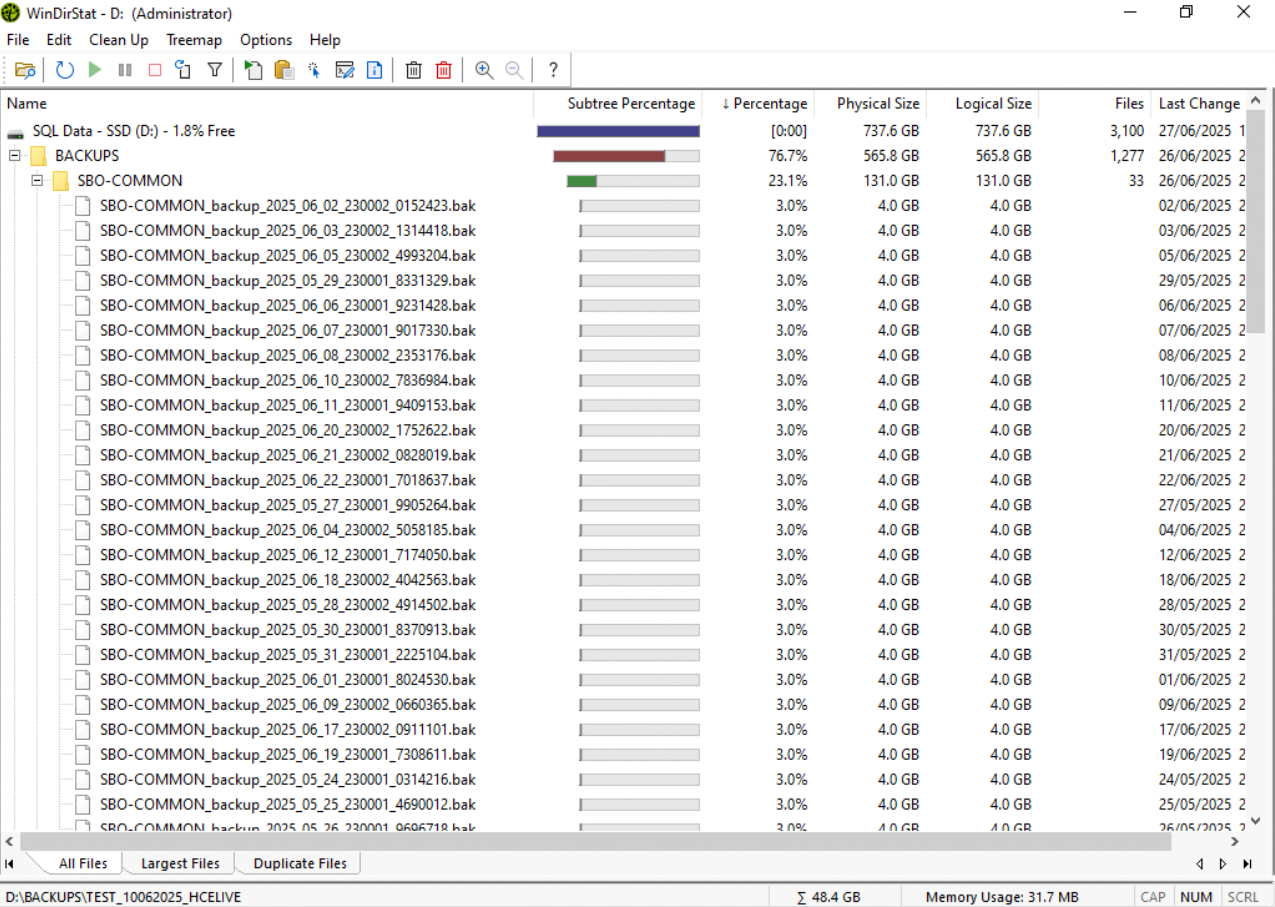 WinDirStat - D: (Administrator)
File Edit Clean Up Treemap Options Help
?
Name Subtree Percentage ↓ Percentage Physical Size Logical Size Files Last Change
SQL Data - SSD (D:) - 1.8% Free [0:00] 737.6 GB 737.6 GB 3,100 27/06/2025 1
BACKUPS 76.7% 565.8 GB 565.8 GB 1,277 26/06/2025 2
SBO-COMMON 23.1% 131.0 GB 131.0 GB 33 26/06/2025 2
SBO-COMMON_backup_2025_06_02_230002_0152423.bak 3.0% 4.0 GB 4.0 GB 02/06/2025 2
SBO-COMMON_backup_2025_06_03_230002_1314418.bak 3.0% 4.0 GB 4.0 GB 03/06/2025 2
SBO-COMMON_backup_2025_06_05_230002_4993204.bak 3.0% 4.0 GB 4.0 GB 05/06/2025 2
SBO-COMMON_backup_2025_05_29_230001_8331329.bak 3.0% 4.0 GB 4.0 GB 29/05/2025 2
SBO-COMMON_backup_2025_06_06_230001_9231428.bak 3.0% 4.0 GB 4.0 GB 06/06/2025 2
SBO-COMMON_backup_2025_06_07_230001_9017330.bak 3.0% 4.0 GB 4.0 GB 07/06/2025 2
SBO-COMMON_backup_2025_06_08_230002_2353176.bak 3.0% 4.0 GB 4.0 GB 08/06/2025 2
SBO-COMMON_backup_2025_06_10_230002_7836984.bak 3.0% 4.0 GB 4.0 GB 10/06/2025 2
SBO-COMMON_backup_2025_06_11_230001_9409153.bak 3.0% 4.0 GB 4.0 GB 11/06/2025 2
SBO-COMMON_backup_2025_06_20_230002_1752622.bak 3.0% 4.0 GB 4.0 GB 20/06/2025 2
SBO-COMMON_backup_2025_06_21_230002_0828019.bak 3.0% 4.0 GB 4.0 GB 21/06/2025 2
SBO-COMMON_backup_2025_06_22_230001_7018637.bak 3.0% 4.0 GB 4.0 GB 22/06/2025 2
SBO-COMMON_backup_2025_05_27_230001_9905264.bak 3.0% 4.0 GB 4.0 GB 27/05/2025 2
SBO-COMMON_backup_2025_06_04_230002_5058185.bak 3.0% 4.0 GB 4.0 GB 04/06/2025 2
SBO-COMMON_backup_2025_06_12_230001_7174050.bak 3.0% 4.0 GB 4.0 GB 12/06/2025 2
SBO-COMMON_backup_2025_06_18_230002_4042563.bak 3.0% 4.0 GB 4.0 GB 18/06/2025 2
SBO-COMMON_backup_2025_05_28_230002_4914502.bak 3.0% 4.0 GB 4.0 GB 28/05/2025 2
SBO-COMMON_backup_2025_05_30_230001_8370913.bak 3.0% 4.0 GB 4.0 GB 30/05/2025 2
SBO-COMMON_backup_2025_05_31_230001_2225104.bak 3.0% 4.0 GB 4.0 GB 31/05/2025 2
SBO-COMMON_backup_2025_06_01_230001_8024530.bak 3.0% 4.0 GB 4.0 GB 01/06/2025 2
SBO-COMMON_backup_2025_06_09_230002_0660365.bak 3.0% 4.0 GB 4.0 GB 09/06/2025 2
SBO-COMMON_backup_2025_06_17_230002_0911101.bak 3.0% 4.0 GB 4.0 GB 17/06/2025 2
SBO-COMMON_backup_2025_06_19_230001_7308611.bak 3.0% 4.0 GB 4.0 GB 19/06/2025 2
SBO-COMMON_backup_2025_05_24_230001_0314216.bak 3.0% 4.0 GB 4.0 GB 24/05/2025 2
SBO-COMMON_backup_2025_05_25_230001_4690012.bak 3.0% 4.0 GB 4.0 GB 25/05/2025 2
SBO-COMMON_backup_2025_05_26_230001_9696718.bak 3.0% 4.0 GB 4.0 GB 26/05/2025 2
All Files Largest Files Duplicate Files
D:\BACKUPS\TEST_10062025_HCELIVE ∑ 48.4 GB Memory Usage: 31.7 MB CAP NUM SCRL